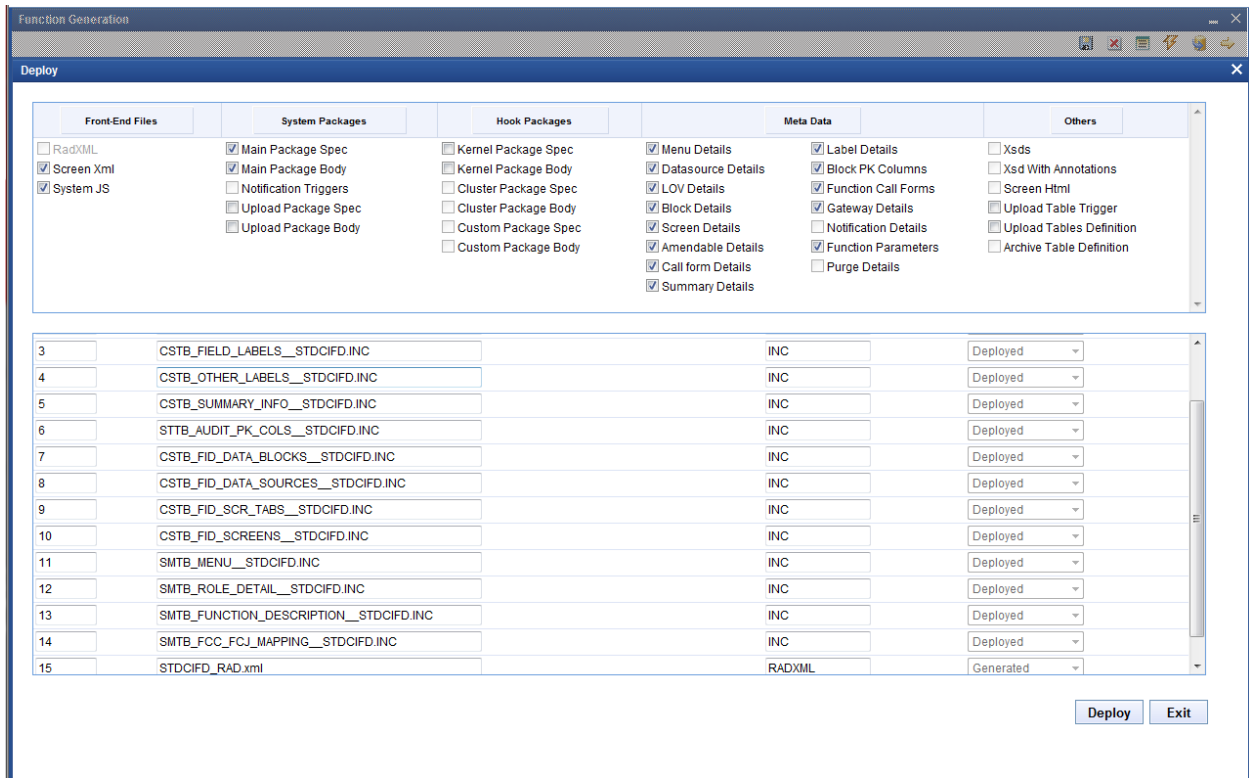 Function Generation
Deploy
Front-End Files System Packages Hook Packages Meta Data Others
RadXML Main Package Spec Kernel Package Spec Menu Details Label Details Xsds
Screen Xml Main Package Body Kernel Package Body Datasource Details Block PK Columns Xsd With Annotations
System JS Notification Triggers Cluster Package Spec LOV Details Function Call Forms Screen Html
Upload Package Spec Cluster Package Body Block Details Gateway Details Upload Table Trigger
Upload Package Body Custom Package Spec Screen Details Notification Details Upload Tables Definition
Custom Package Body Amendable Details Function Parameters Archive Table Definition
Call form Details Purge Details
Summary Details
3 CSTB_FIELD_LABELS__STDCIFD.INC INC Deployed
4 CSTB_OTHER_LABELS__STDCIFD.INC INC Deployed
5 CSTB_SUMMARY_INFO__STDCIFD.INC INC Deployed
6 STTB_AUDIT_PK_COLS__STDCIFD.INC INC Deployed
7 CSTB_FID_DATA_BLOCKS__STDCIFD.INC INC Deployed
8 CSTB_FID_DATA_SOURCES__STDCIFD.INC INC Deployed
9 CSTB_FID_SCR_TABS__STDCIFD.INC INC Deployed
10 CSTB_FID_SCREENS__STDCIFD.INC INC Deployed
11 SMTB_MENU__STDCIFD.INC INC Deployed
12 SMTB_ROLE_DETAIL__STDCIFD.INC INC Deployed
13 SMTB_FUNCTION_DESCRIPTION__STDCIFD.INC INC Deployed
14 SMTB_FCC_FCJ_MAPPING__STDCIFD.INC INC Deployed
15 STDCIFD_RAD.xml RADXML Generated
Deploy Exit